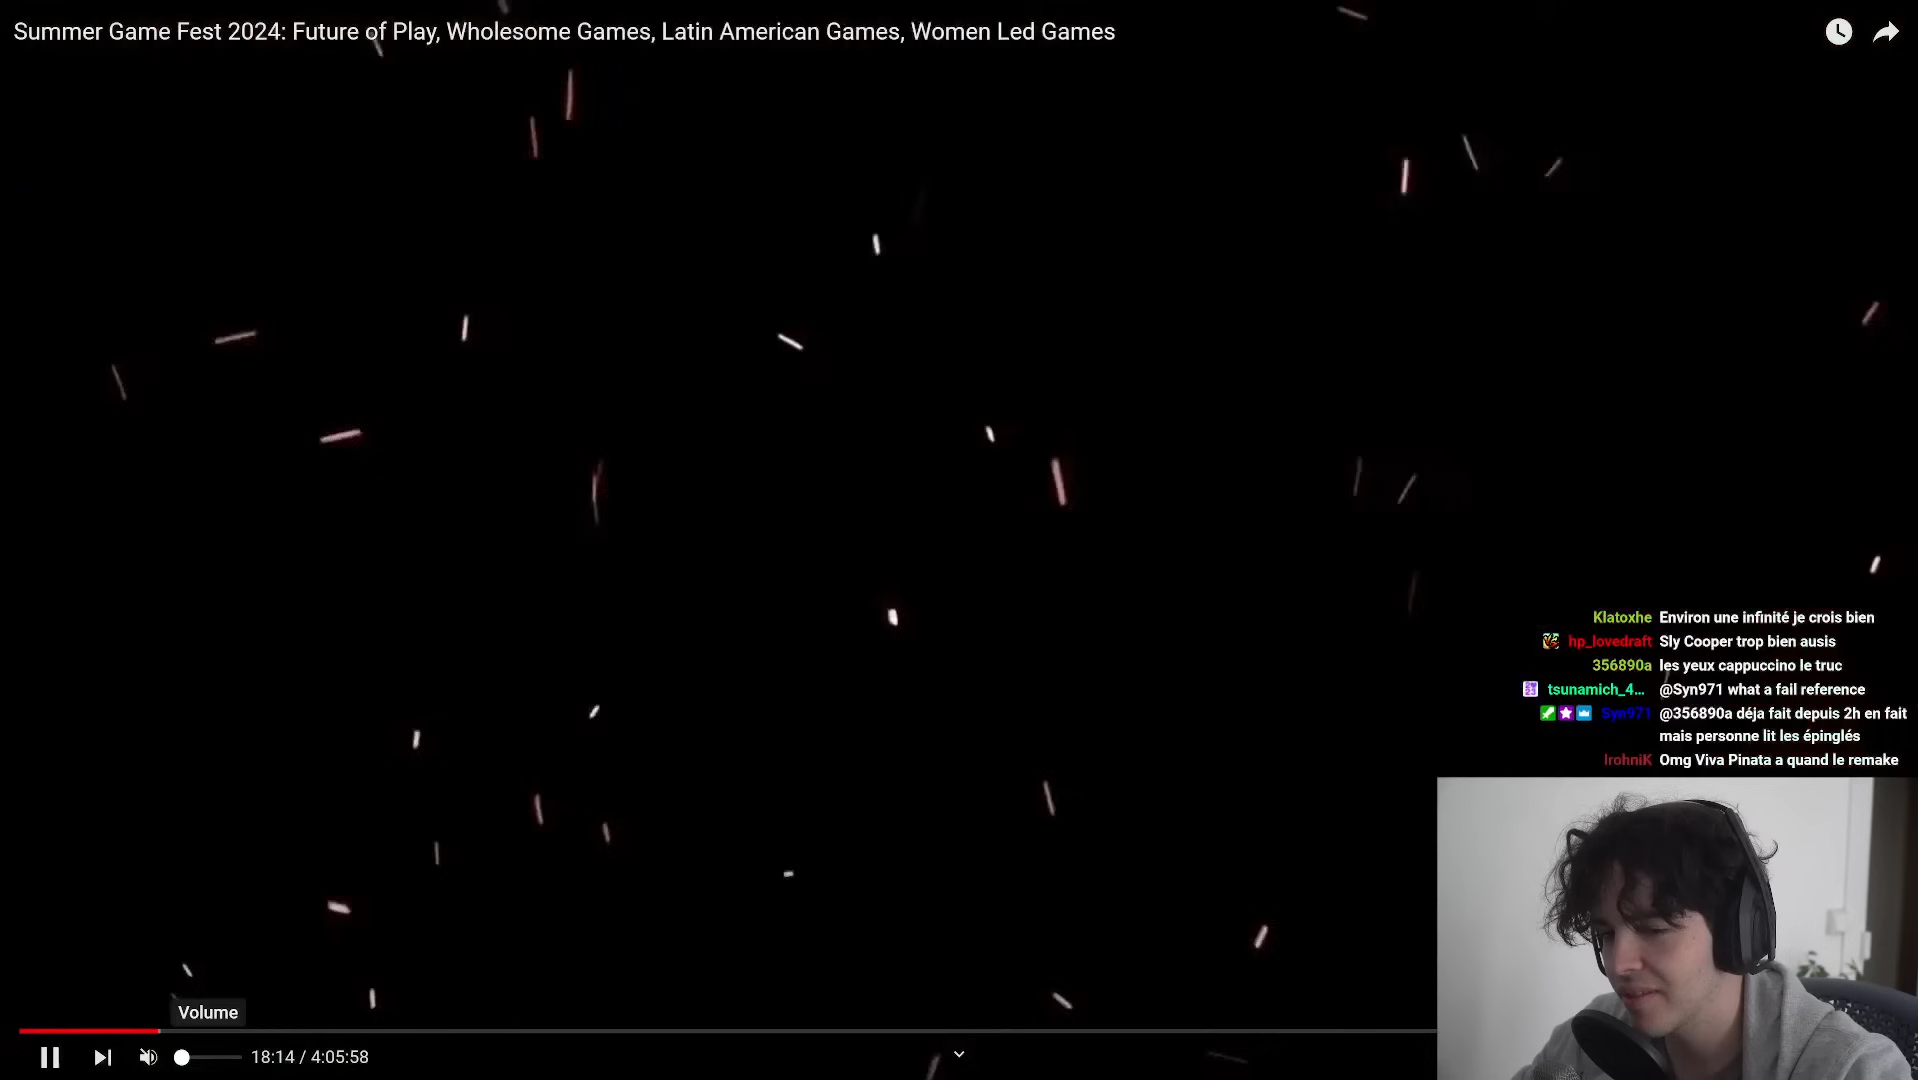 Summer Game Fest 2024: Future of Play, Wholesome Games, Latin American Games, Women Led Games
Klatoxhe Environ une infinité je crois bien
hp_lovedraft Sly Cooper trop bien ausis
356890a les yeux cappuccino le truc
tsunamich_4... @Syn971 what a fail reference
Syn971 @356890a déja fait depuis 2h en fait
mais personne lit les épinglés
IrohniK Omg Viva Pinata a quand le remake
Volume
18:14 / 4:05:58